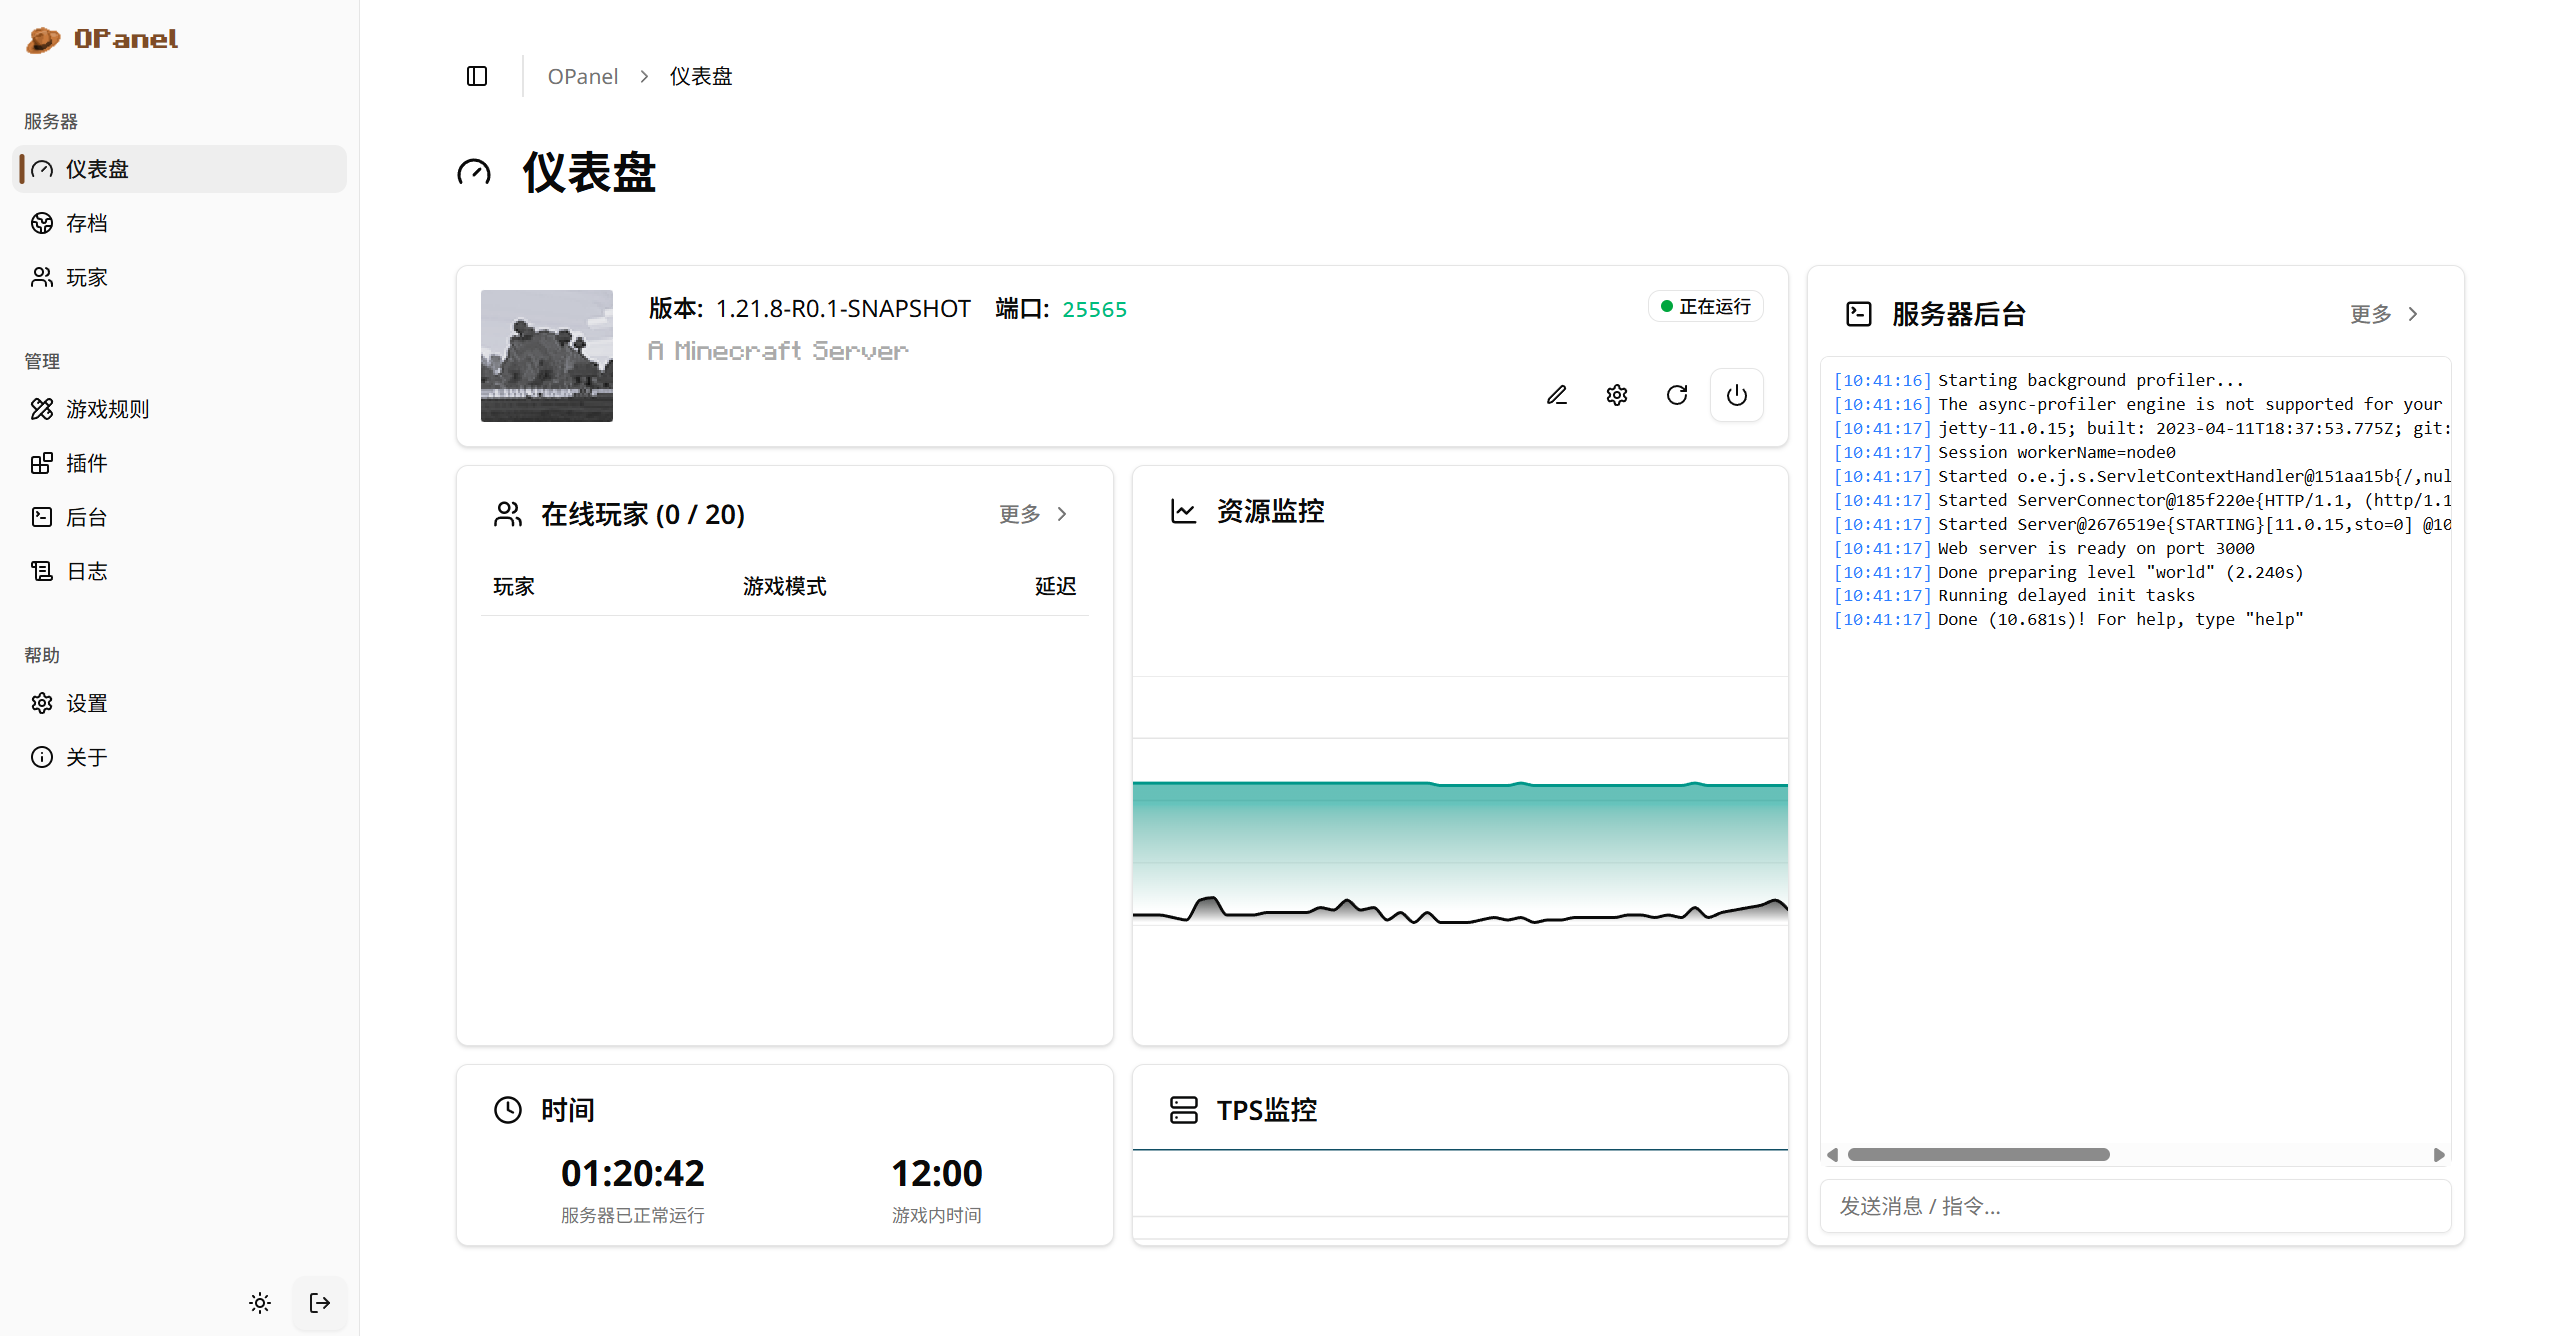 OPanel
服务器
仪表盘
存档
玩家
管理
游戏规则
插件
后台
日志
帮助
设置
关于
OPanel > 仪表盘
仪表盘
版本: 1.21.8-R0.1-SNAPSHOT 端口: 25565
正在运行
A Minecraft Server
在线玩家 (0 / 20)
更多
玩家 游戏模式 延迟
资源监控
时间
01:20:42 12:00
服务器已正常运行 游戏内时间
TPS监控
服务器后台
更多
[10:41:16] Starting background profiler...
[10:41:16] The async-profiler engine is not supported for your
[10:41:17] jetty-11.0.15; built: 2023-04-11T18:37:53.775Z; git:
[10:41:17] Session workerName=node0
[10:41:17] Started o.e.j.s.ServletContextHandler@151aa15b{/,nul
[10:41:17] Started ServerConnector@185f220e{HTTP/1.1, (http/1.1
[10:41:17] Started Server@2676519e{STARTING}[11.0.15,sto=0] @10
[10:41:17] Web server is ready on port 3000
[10:41:17] Done preparing level "world" (2.240s)
[10:41:17] Running delayed init tasks
[10:41:17] Done (10.681s)! For help, type "help"
发送消息 / 指令...